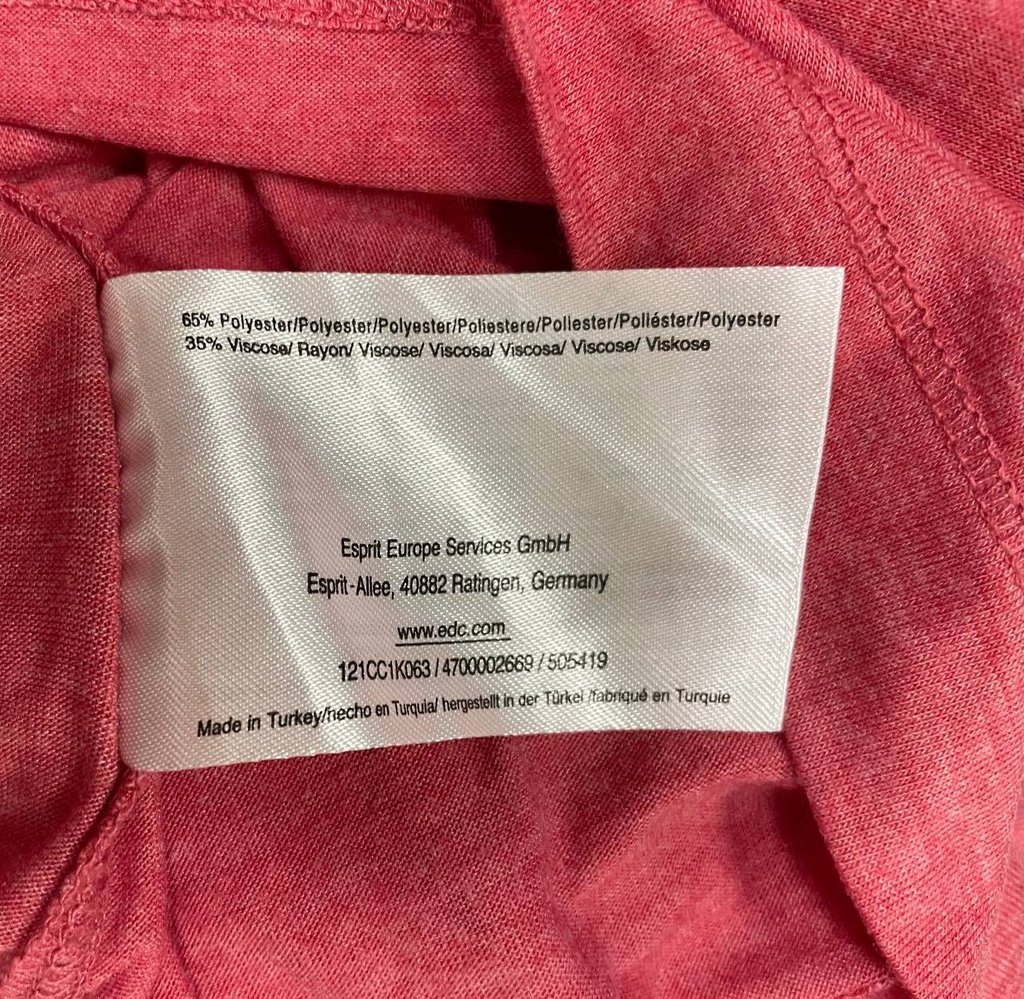 65% Polyester/Polyester/Polyester/Poliestere/Poliester/Poliéster/Polyester
35% Viscose/ Rayon/ Viscose/ Viscosa/ Viscosa/ Viscose/ Viskose
Esprit Europe Services GmbH
Esprit-Allee, 40882 Ratingen, Germany
www.edc.com
121CC1K063 / 4700002669 / 505419
Made in Turkey/hecho en Turquia/ hergestellt in der Türkei /fabriqué en Turquie